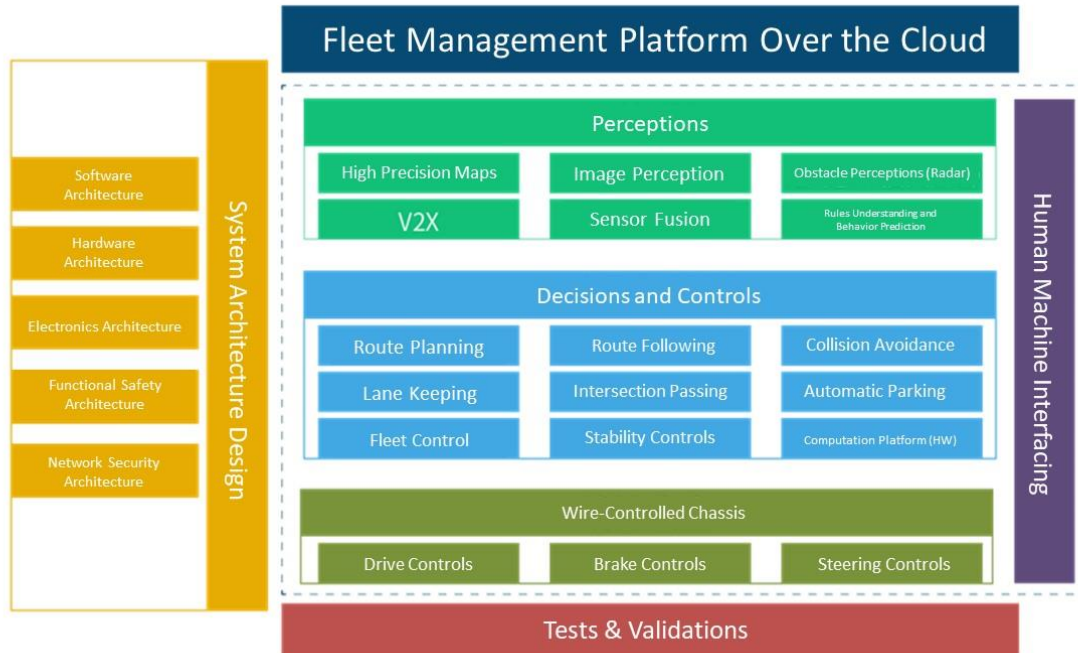 Fleet Management Platform Over the Cloud
System Architecture Design
Software
Architecture
Hardware
Architecture
Electronics Architecture
Functional Safety
Architecture
Network Security
Architecture
Perceptions
High Precision Maps
Image Perception
Obstacle Perceptions (Radar)
V2X
Sensor Fusion
Rules Understanding and
Behavior Prediction
Decisions and Controls
Route Planning
Route Following
Collision Avoidance
Lane Keeping
Intersection Passing
Automatic Parking
Fleet Control
Stability Controls
Computation Platform (HW)
Wire-Controlled Chassis
Drive Controls
Brake Controls
Steering Controls
Human Machine Interfacing
Tests & Validations